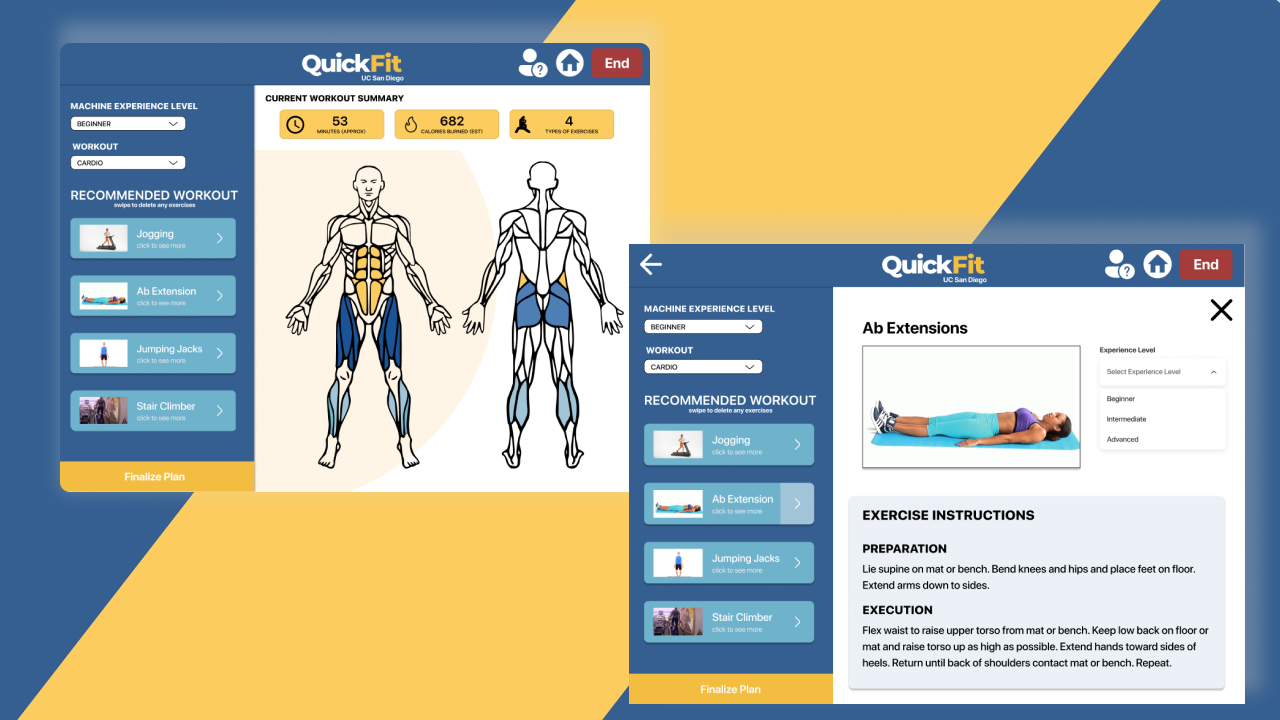 QuickFit
UC San Diego
?
End
MACHINE EXPERIENCE LEVEL
BEGINNER
WORKOUT
CARDIO
RECOMMENDED WORKOUT
swipe to delete any exercises
Jogging
click to see more
Ab Extension
click to see more
Jumping Jacks
click to see more
Stair Climber
click to see more
Finalize Plan
CURRENT WORKOUT SUMMARY
53
MINUTES (APPROX)
682
CALORIES BURNED (EST)
4
TYPES OF EXERCISES
QuickFit
UC San Diego
?
End
MACHINE EXPERIENCE LEVEL
BEGINNER
WORKOUT
CARDIO
RECOMMENDED WORKOUT
swipe to delete any exercises
Jogging
click to see more
Ab Extension
click to see more
Jumping Jacks
click to see more
Stair Climber
click to see more
Finalize Plan
Ab Extensions
Experience Level
Select Experience Level
Beginner
Intermediate
Advanced
EXERCISE INSTRUCTIONS
PREPARATION
Lie supine on mat or bench. Bend knees and hips and place feet on floor.
Extend arms down to sides.
EXECUTION
Flex waist to raise upper torso from mat or bench. Keep low back on floor or
mat and raise torso up as high as possible. Extend hands toward sides of
heels. Return until back of shoulders contact mat or bench. Repeat.